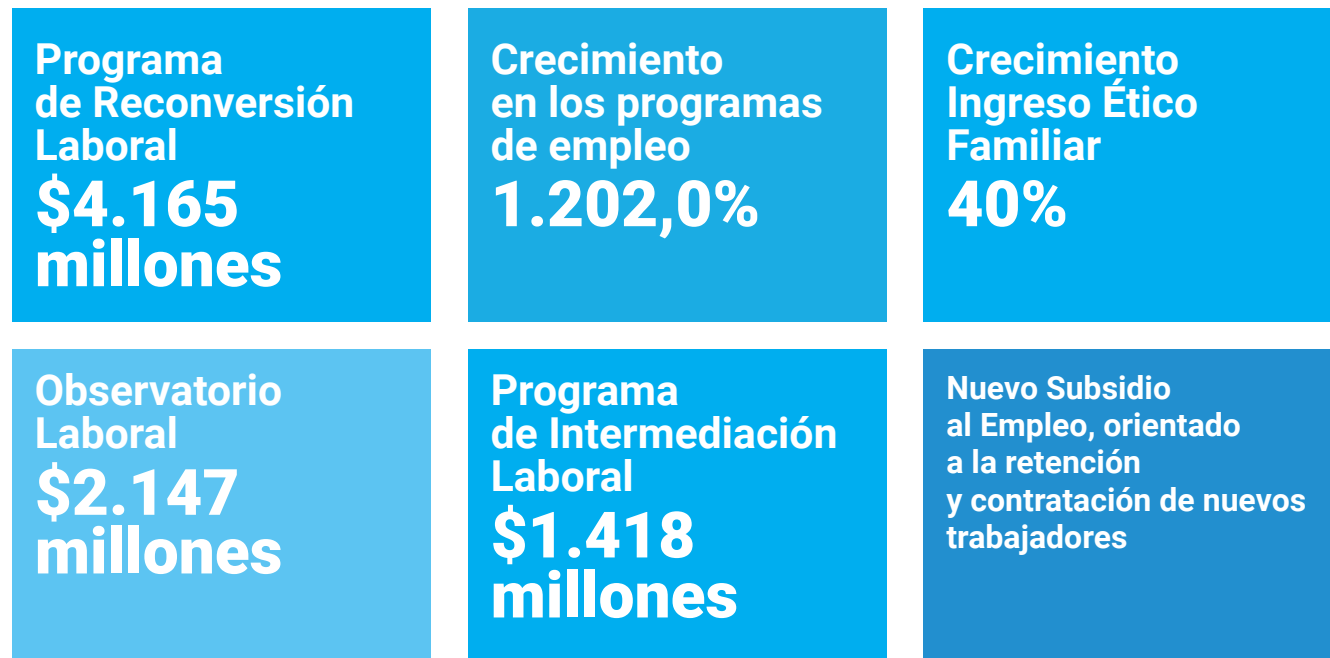 Programa
de Reconversión
Laboral
$4.165
millones
Crecimiento
en los programas
de empleo
1.202,0%
Crecimiento
Ingreso Ético
Familiar
40%
Observatorio
Laboral
$2.147
millones
Programa
de Intermediación
Laboral
$1.418
millones
Nuevo Subsidio
al Empleo, orientado
a la retención
y contratación de nuevos
trabajadores